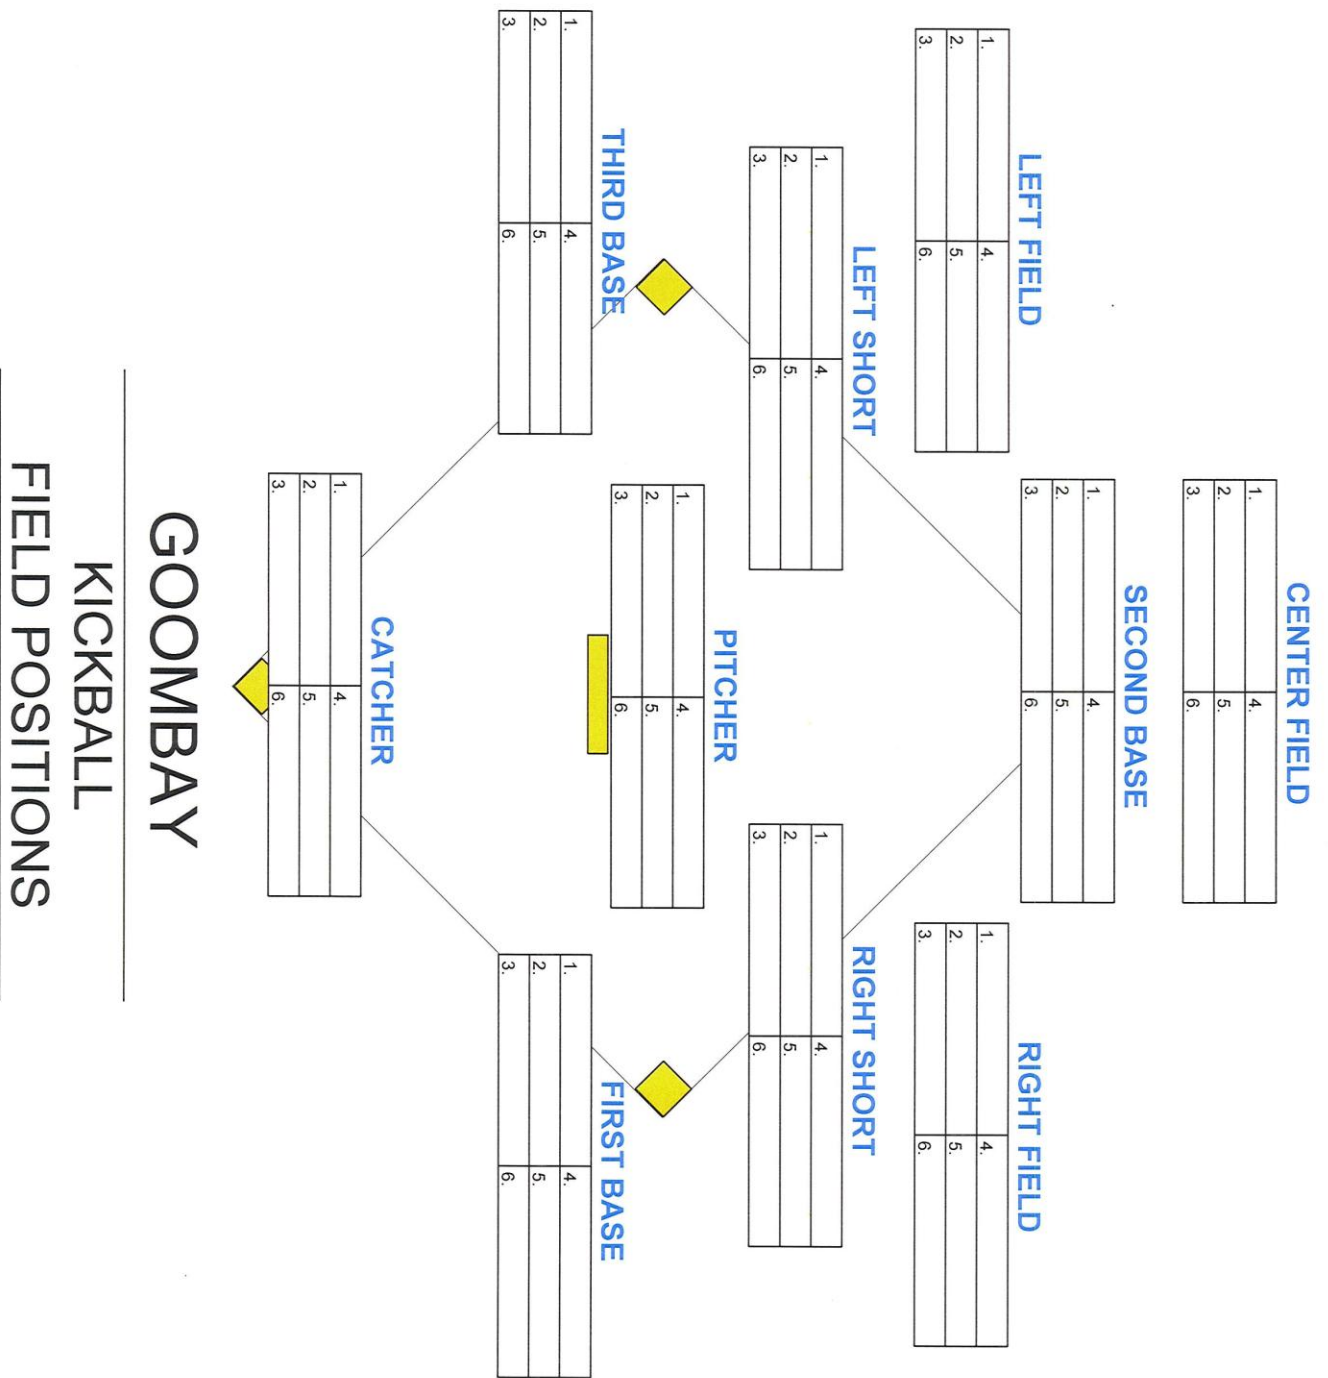 CENTER FIELD
1. 4.
2. 5.
3. 6.
SECOND BASE
1. 4.
2. 5.
3. 6.
LEFT FIELD
1. 4.
2. 5.
3. 6.
RIGHT FIELD
1. 4.
2. 5.
3. 6.
LEFT SHORT
1. 4.
2. 5.
3. 6.
RIGHT SHORT
1. 4.
2. 5.
3. 6.
PITCHER
1. 4.
2. 5.
3. 6.
THIRD BASE
1. 4.
2. 5.
3. 6.
FIRST BASE
1. 4.
2. 5.
3. 6.
CATCHER
1. 4.
2. 5.
3. 6.
GOOMBAY
KICKBALL
FIELD POSITIONS